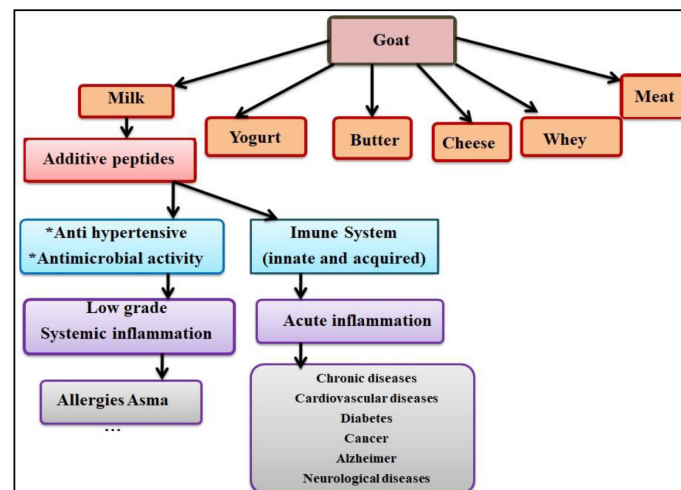 Goat
Milk
Yogurt
Butter
Cheese
Whey
Meat
Additive peptides
*Anti hypertensive
*Antimicrobial activity
Imune System
(innate and acquired)
Low grade
Systemic inflammation
Acute inflammation
Allergies Asma
...
Chronic diseases
Cardiovascular diseases
Diabetes
Cancer
Alzheimer
Neurological diseases